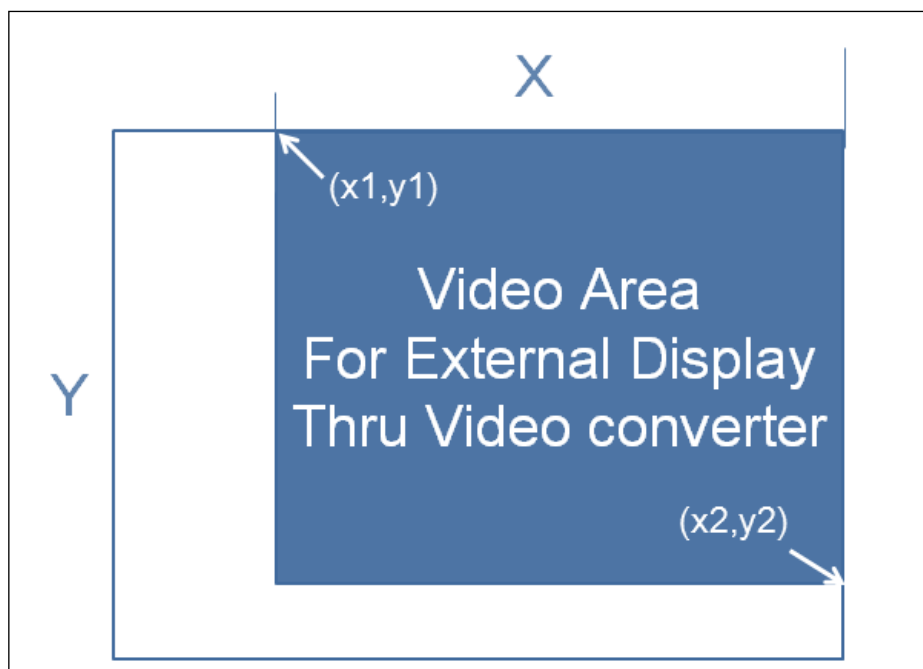 X
(x1,y1)
Video Area
For External Display
Y
Thru Video converter
(x2,y2)